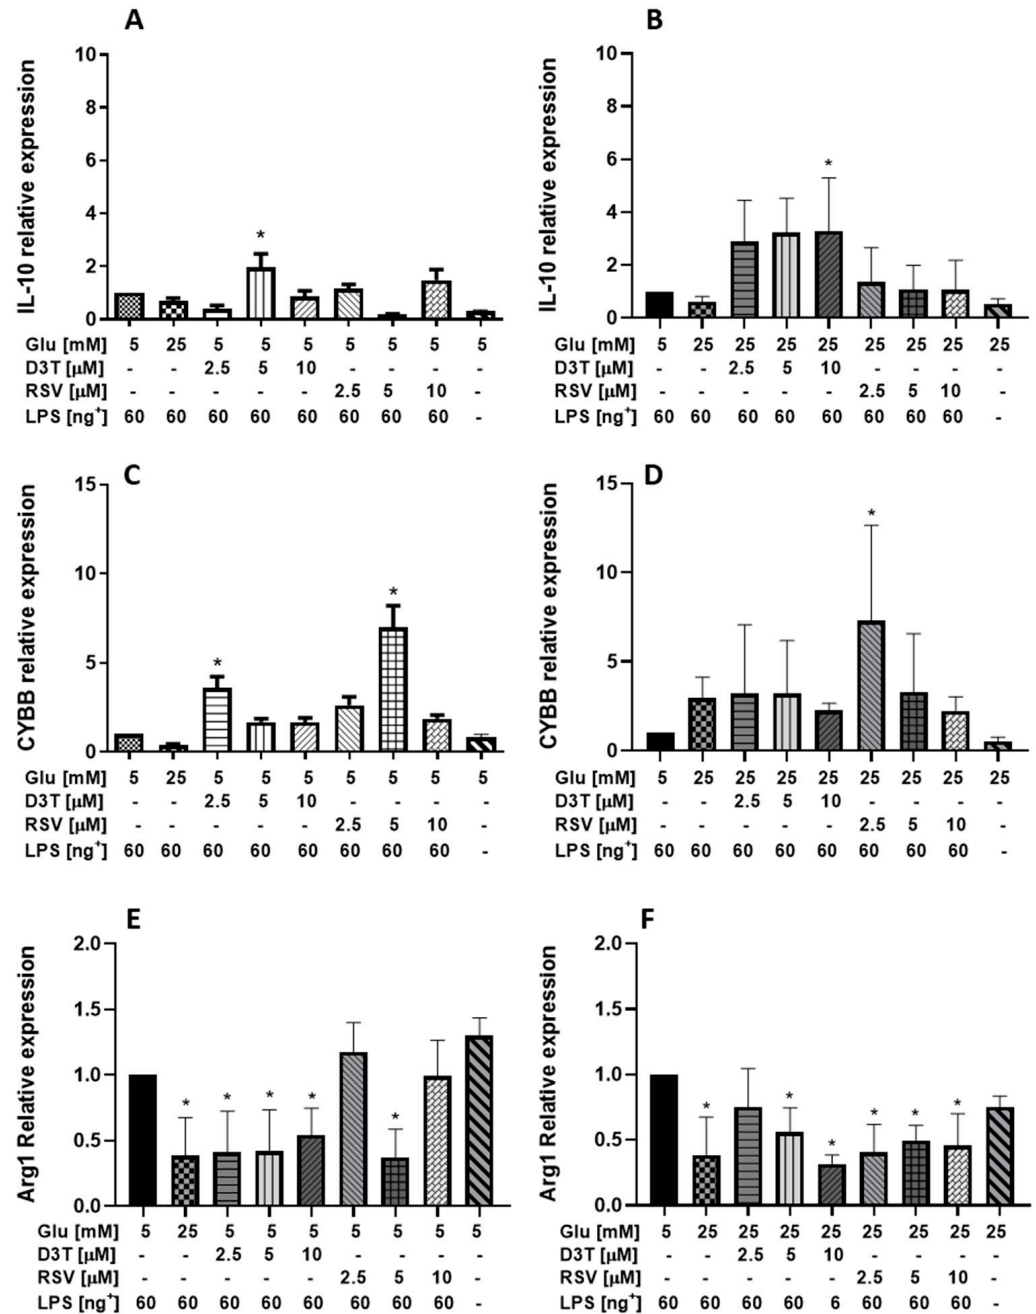 A
IL-10 relative expression
10
8
6
4
2
0
*
Glu [mM] 5 25 5 5 5 5 5 5 5
D3T [μM] - - 2.5 5 10 - - - -
RSV [μM] - - - - - 2.5 5 10 -
LPS [ng⁺] 60 60 60 60 60 60 60 60 -
B
IL-10 relative expression
10
8
6
4
2
0
*
Glu [mM] 5 25 25 25 25 25 25 25 25
D3T [μM] - - 2.5 5 10 - - - -
RSV [μM] - - - - - 2.5 5 10 -
LPS [ng⁺] 60 60 60 60 60 60 60 60 -
C
CYBB relative expression
15
10
5
0
* *
Glu [mM] 5 25 5 5 5 5 5 5 5
D3T [μM] - - 2.5 5 10 - - - -
RSV [μM] - - - - - 2.5 5 10 -
LPS [ng⁺] 60 60 60 60 60 60 60 60 -
D
CYBB relative expression
15
10
5
0
*
Glu [mM] 5 25 25 25 25 25 25 25 25
D3T [μM] - - 2.5 5 10 - - - -
RSV [μM] - - - - - 2.5 5 10 -
LPS [ng⁺] 60 60 60 60 60 60 60 60 -
E
Arg1 Relative expression
2.0
1.5
1.0
0.5
0.0
* * * * *
Glu [mM] 5 25 5 5 5 5 5 5 5
D3T [μM] - - 2.5 5 10 - - - -
RSV [μM] - - - - - 2.5 5 10 -
LPS [ng⁺] 60 60 60 60 60 60 60 60 -
F
Arg1 Relative expression
2.0
1.5
1.0
0.5
0.0
* * * * * *
Glu [mM] 5 25 25 25 25 25 25 25 25
D3T [μM] - - 2.5 5 10 - - - -
RSV [μM] - - - - - 2.5 5 10 -
LPS [ng⁺] 60 60 60 60 6 60 60 60 -